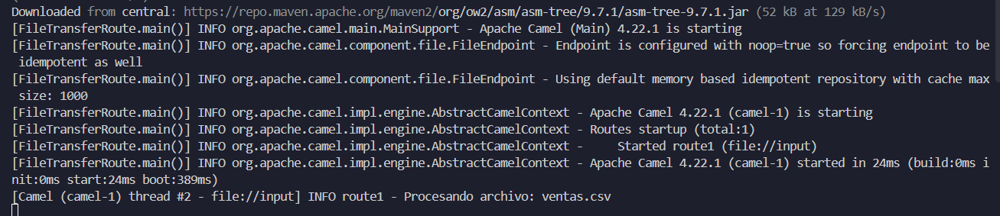 Downloaded from central: https://repo.maven.apache.org/maven2/org/ow2/asm/asm-tree/9.7.1/asm-tree-9.7.1.jar (52 kB at 129 kB/s)
[FileTransferRoute.main()] INFO org.apache.camel.main.MainSupport - Apache Camel (Main) 4.22.1 is starting
[FileTransferRoute.main()] INFO org.apache.camel.component.file.FileEndpoint - Endpoint is configured with noop=true so forcing endpoint to be
 idempotent as well
[FileTransferRoute.main()] INFO org.apache.camel.component.file.FileEndpoint - Using default memory based idempotent repository with cache max
 size: 1000
[FileTransferRoute.main()] INFO org.apache.camel.impl.engine.AbstractCamelContext - Apache Camel 4.22.1 (camel-1) is starting
[FileTransferRoute.main()] INFO org.apache.camel.impl.engine.AbstractCamelContext - Routes startup (total:1)
[FileTransferRoute.main()] INFO org.apache.camel.impl.engine.AbstractCamelContext -     Started route1 (file://input)
[FileTransferRoute.main()] INFO org.apache.camel.impl.engine.AbstractCamelContext - Apache Camel 4.22.1 (camel-1) started in 24ms (build:0ms i
nit:0ms start:24ms boot:389ms)
[Camel (camel-1) thread #2 - file://input] INFO route1 - Procesando archivo: ventas.csv